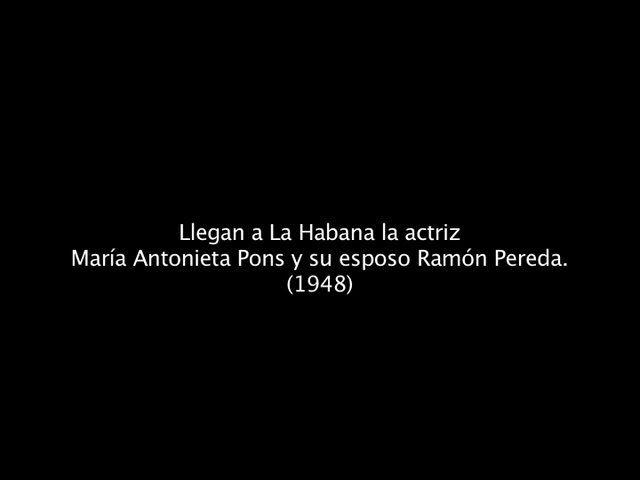 Llegan a La Habana la actriz
María Antonieta Pons y su esposo Ramón Pereda.
(1948)